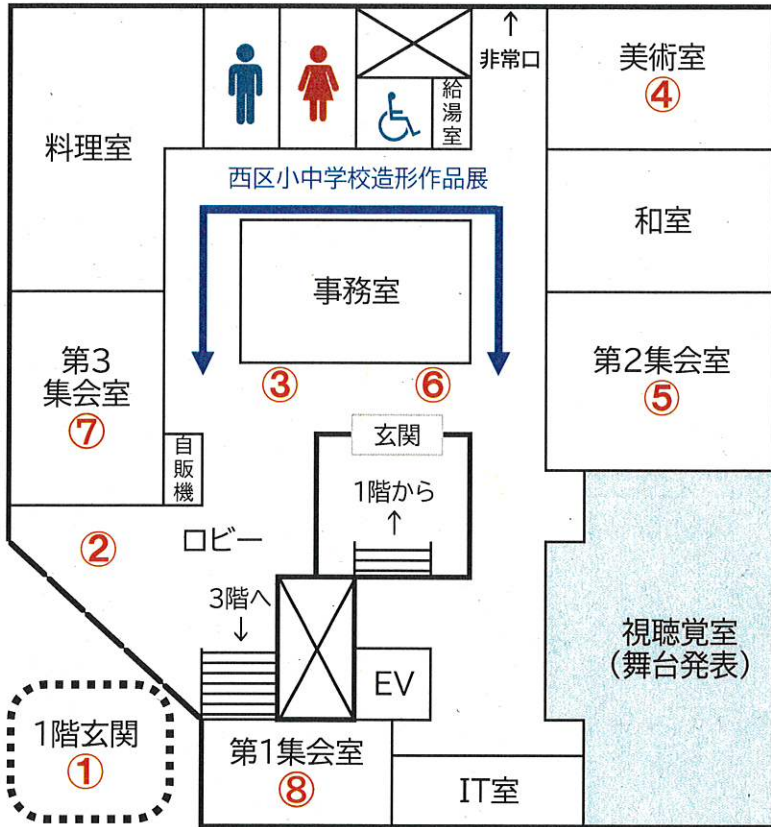 ↑
非常口
美術室
④
料理室
給湯室
西区小中学校造形作品展
和室
事務室
第3
集会室
⑦
③
⑥
第2集会室
⑤
自販機
玄関
1階から
↑
②
ロビー
3階へ
↓
視聴覚室
(舞台発表)
EV
1階玄関
①
第1集会室
⑧
IT室